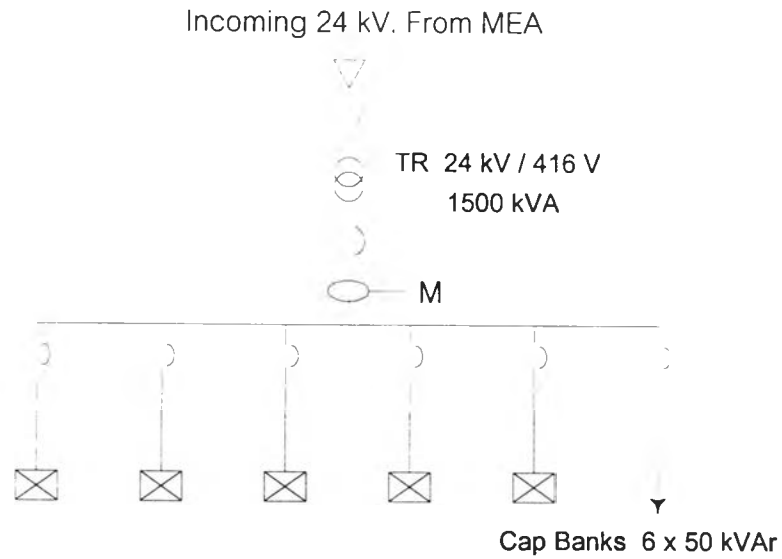 Incoming 24 kV. From MEA
TR 24 kV / 416 V
1500 kVA
M
Cap Banks 6 x 50 kVAr